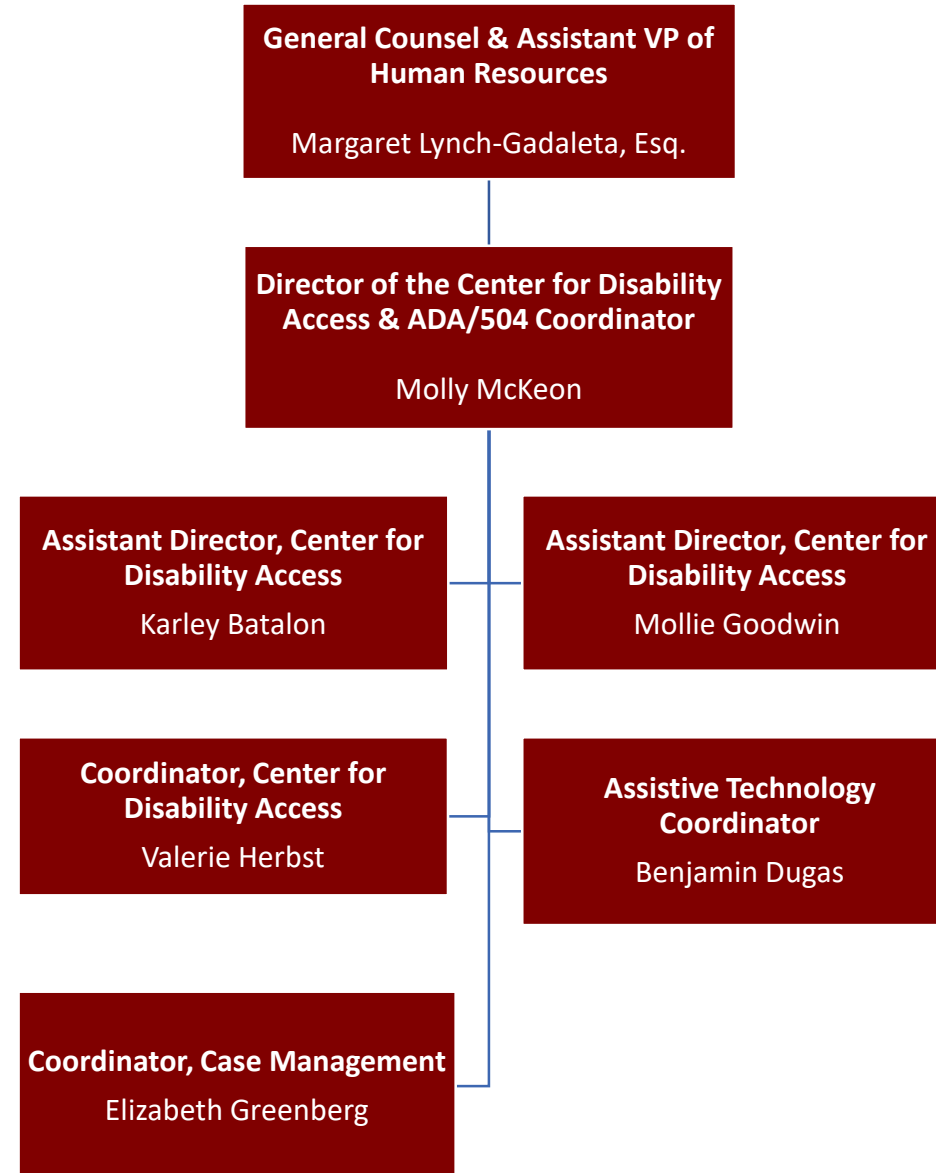 General Counsel & Assistant VP of
Human Resources
Margaret Lynch-Gadaleta, Esq.
Director of the Center for Disability
Access & ADA/504 Coordinator
Molly McKeon
Assistant Director, Center for
Disability Access
Karley Batalon
Assistant Director, Center for
Disability Access
Mollie Goodwin
Coordinator, Center for
Disability Access
Valerie Herbst
Assistive Technology
Coordinator
Benjamin Dugas
Coordinator, Case Management
Elizabeth Greenberg